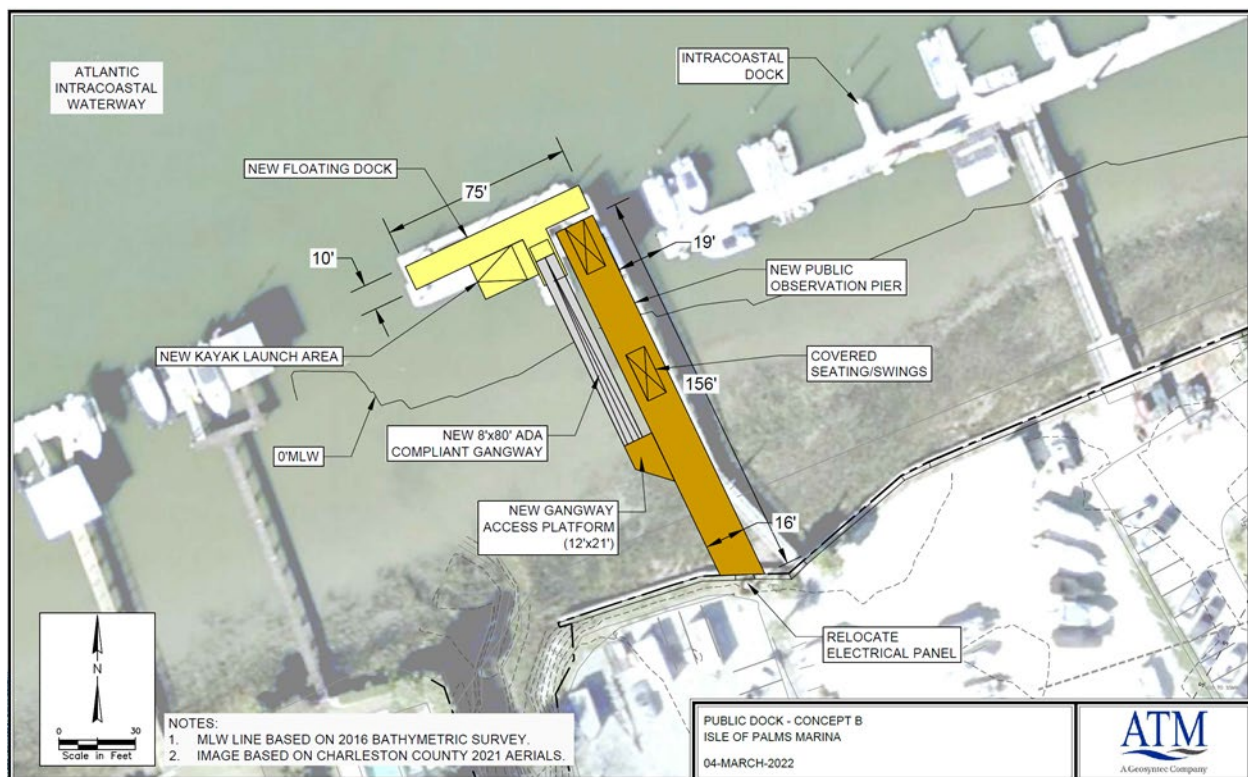 ATLANTIC
INTRACOASTAL
WATERWAY
INTRACOASTAL
DOCK
NEW FLOATING DOCK
75'
10'
19'
NEW PUBLIC
OBSERVATION PIER
NEW KAYAK LAUNCH AREA
COVERED
SEATING/SWINGS
156'
0'MLW
NEW 8'x80' ADA
COMPLIANT GANGWAY
NEW GANGWAY
ACCESS PLATFORM
(12'x21')
16'
RELOCATE
ELECTRICAL PANEL
N
0 30
Scale in Feet
NOTES:
1. MLW LINE BASED ON 2016 BATHYMETRIC SURVEY.
2. IMAGE BASED ON CHARLESTON COUNTY 2021 AERIALS.
PUBLIC DOCK - CONCEPT B
ISLE OF PALMS MARINA
04-MARCH-2022
ATM
A Geosyntec Company